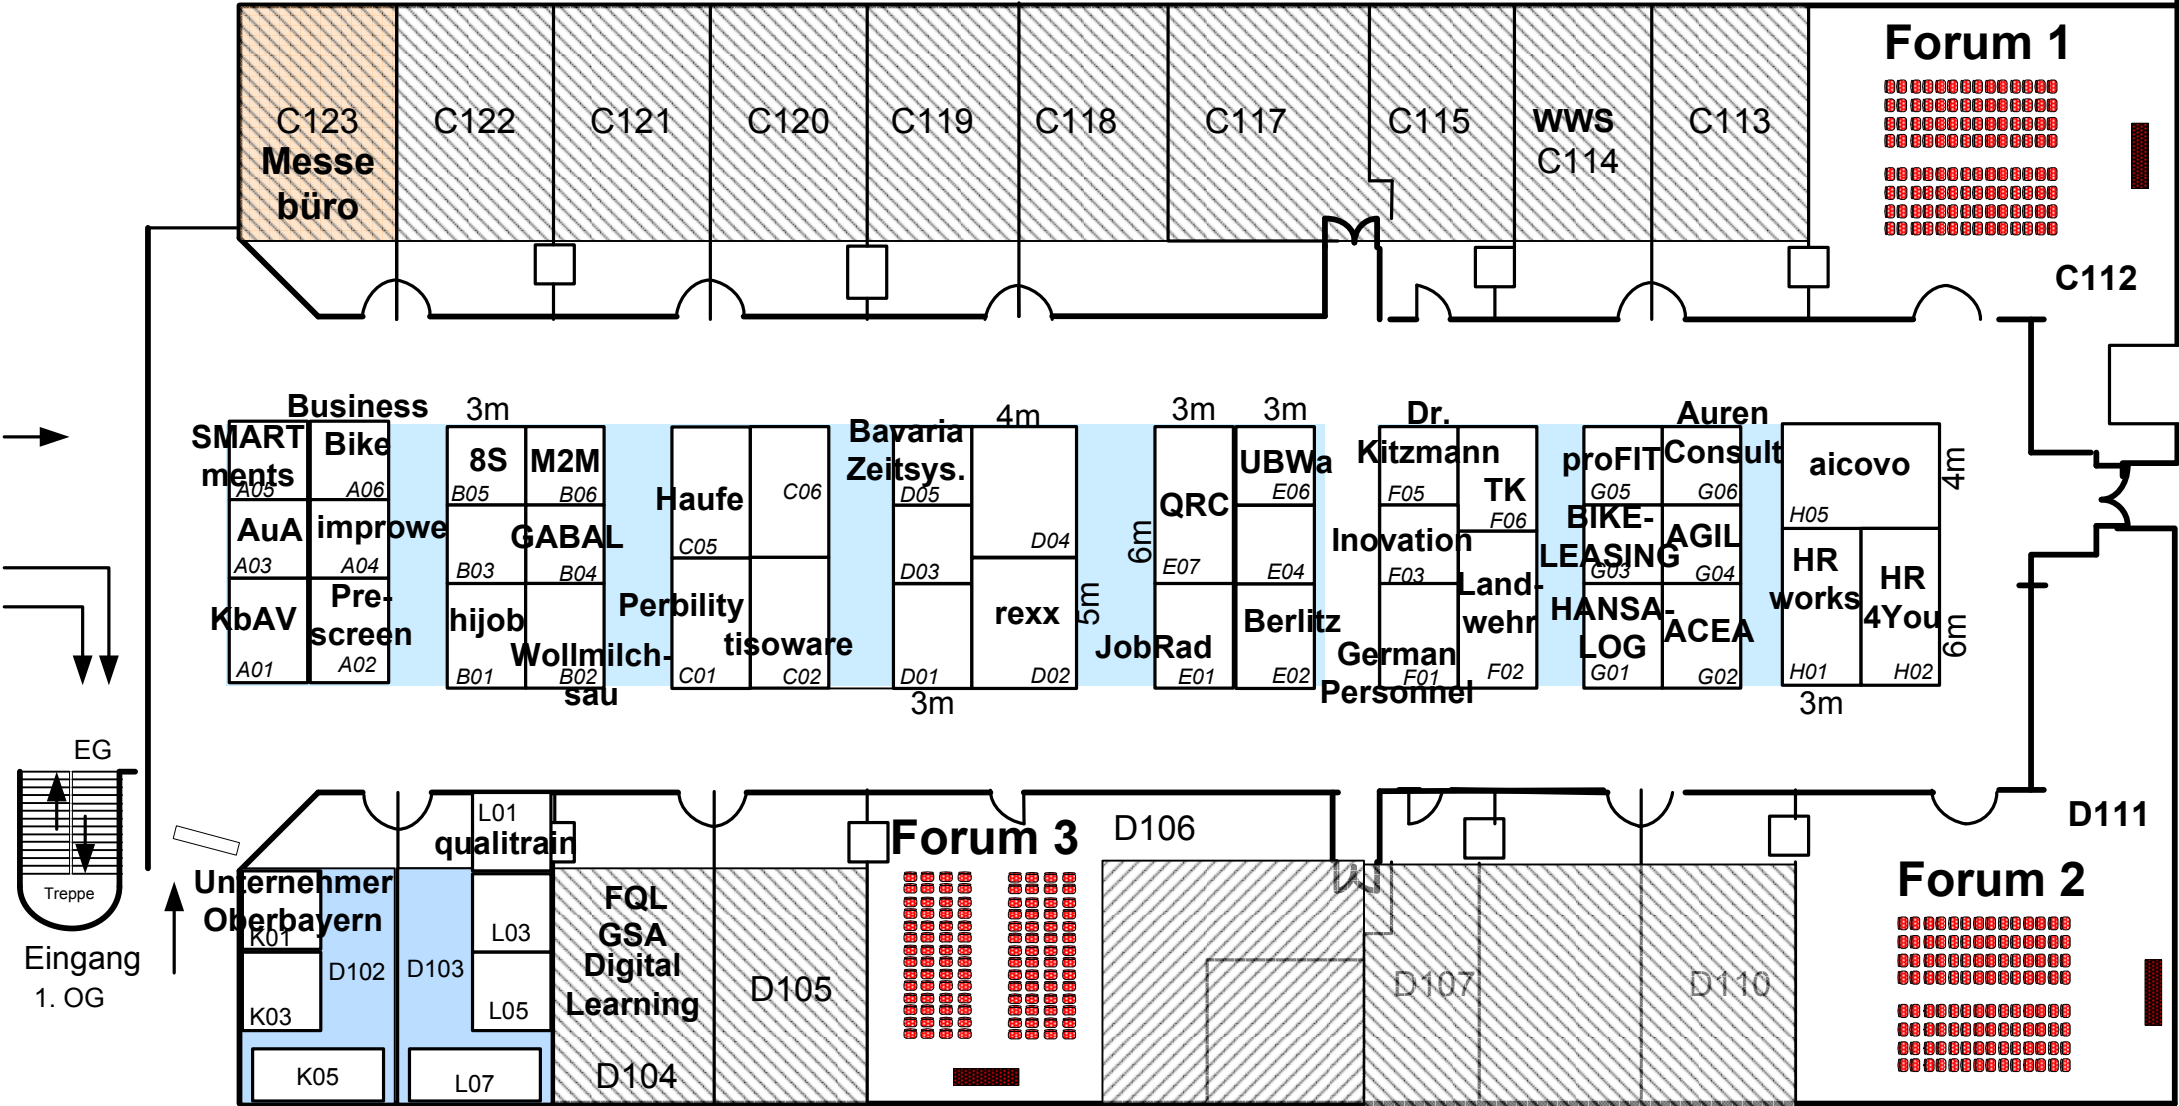 Forum 1
C123
Messe
büro
C122
C121
C120
C119
C118
C117
C115
WWS
C114
C113
C112
Business
Bike
A06
SMART
ments
A05
AuA
A03
improwe
A04
KbAV
A01
Pre-
screen
A02
3m
8S
B05
M2M
B06
B03
GABAL
B04
hijob
B01
Wollmilch-
sau
B02
Haufe
C05
C06
Perbility
C01
tisoware
C02
Bavaria
Zeitsys.
D05
4m
D04
D03
D01
rexx
D02
5m
3m
3m
3m
QRC
E07
6m
UBWa
E06
E04
JobRad
E01
Berlitz
E02
Dr.
Kitzmann
F05
TK
F06
Inovation
F03
Land-
wehr
F02
German
Personnel
F01
proFIT
G05
Auren
Consult
G06
BIKE-
LEASING
G03
AGIL
G04
HANSA-
LOG
G01
ACEA
G02
aicovo
H05
4m
HR
works
H01
HR
4You
H02
6m
3m
EG
Treppe
Eingang
1. OG
L01
qualitrain
Unternehmer
Oberbayern
K01
K03
D102
K05
D103
L03
L05
L07
FQL
GSA
Digital
Learning
D104
D105
Forum 3
D106
D107
D110
D111
Forum 2